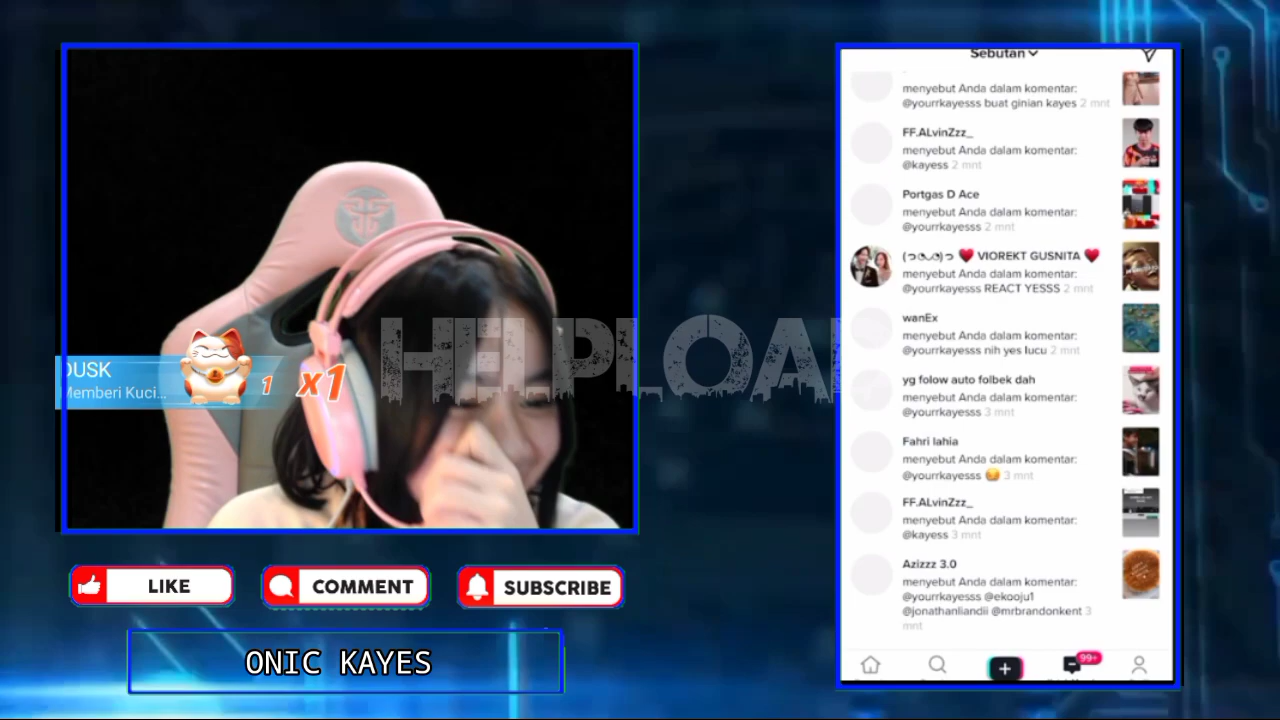 Sebutan
menyebut Anda dalam komentar:
@yourrkayesss buat ginian kayes 2 mnt
FF.ALvinZzz_
menyebut Anda dalam komentar:
@kayess 2 mnt
Portgas D Ace
menyebut Anda dalam komentar:
@yourrkayesss 2 mnt
VIOREKT GUSNITA
menyebut Anda dalam komentar:
@yourrkayesss REACT YESSS 2 mnt
wanEx
menyebut Anda dalam komentar:
@yourrkayesss nih yes lucu 2 mnt
yg folow auto folbek dah
menyebut Anda dalam komentar:
@yourrkayesss 3 mnt
Fahri lahia
menyebut Anda dalam komentar:
@yourrkayesss 😏 3 mnt
FF.ALvinZzz_
menyebut Anda dalam komentar:
@kayess 3 mnt
Azizzz 3.0
menyebut Anda dalam komentar:
@yourrkayesss @ekooju1
@jonathanliandii @mrbrandonkent 3
mnt
99+
HELPLOA
DUSK
Memberi Kuci...
1 x1
LIKE
COMMENT
SUBSCRIBE
ONIC KAYES